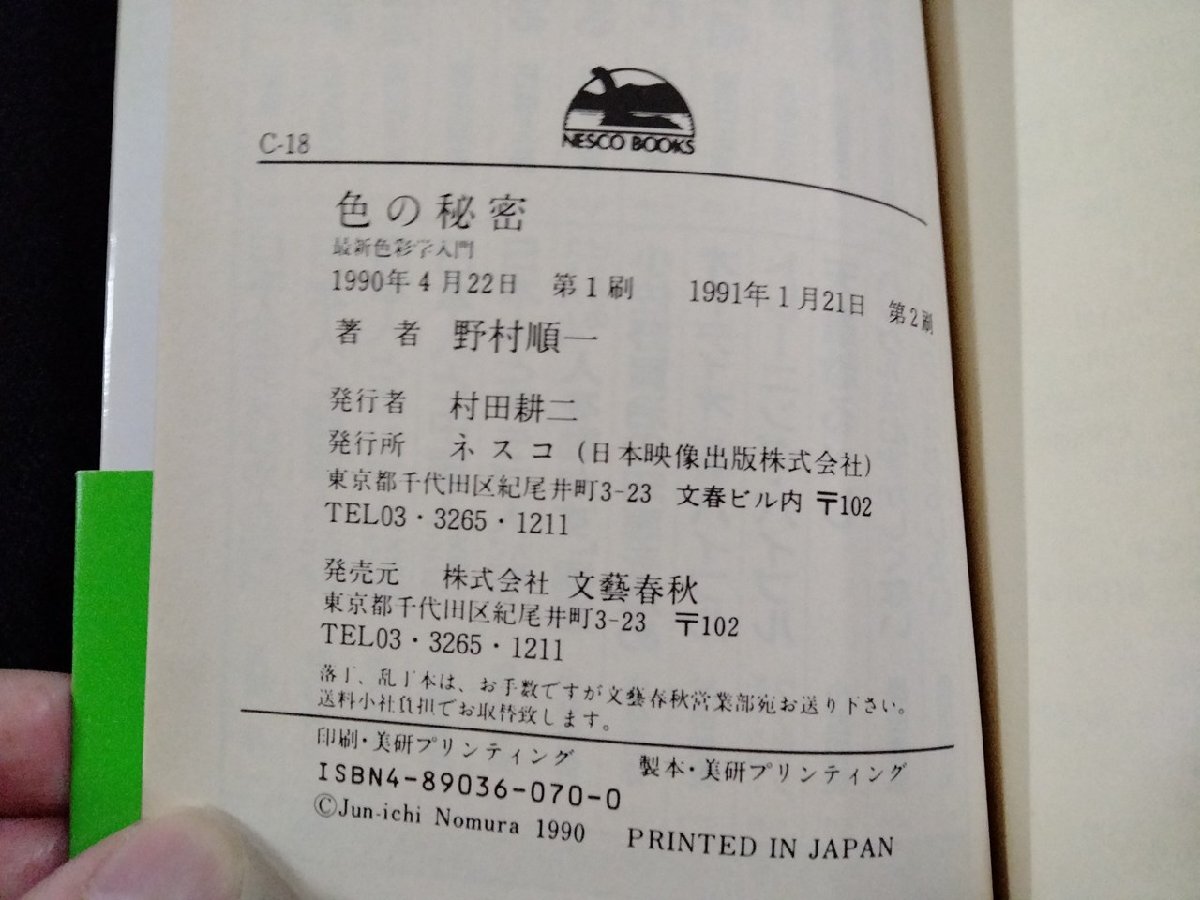 NESCO BOOKS
C-18
色の秘密
最新色彩学入門
1990年4月22日 第1刷 1991年1月21日 第2刷
著者 野村順一
発行者 村田耕二
発行所 ネスコ(日本映像出版株式会社)
東京都千代田区紀尾井町3-23 文春ビル内 〒102
TEL03・3265・1211
発売元 株式会社 文藝春秋
東京都千代田区紀尾井町3-23 〒102
TEL03・3265・1211
落丁、乱丁本は、お手数ですが文藝春秋営業部宛お送り下さい。
送料小社負担でお取替致します。
印刷・美研プリンティング 製本・美研プリンティング
ISBN4-89036-070-0
©Jun-ichi Nomura 1990 PRINTED IN JAPAN